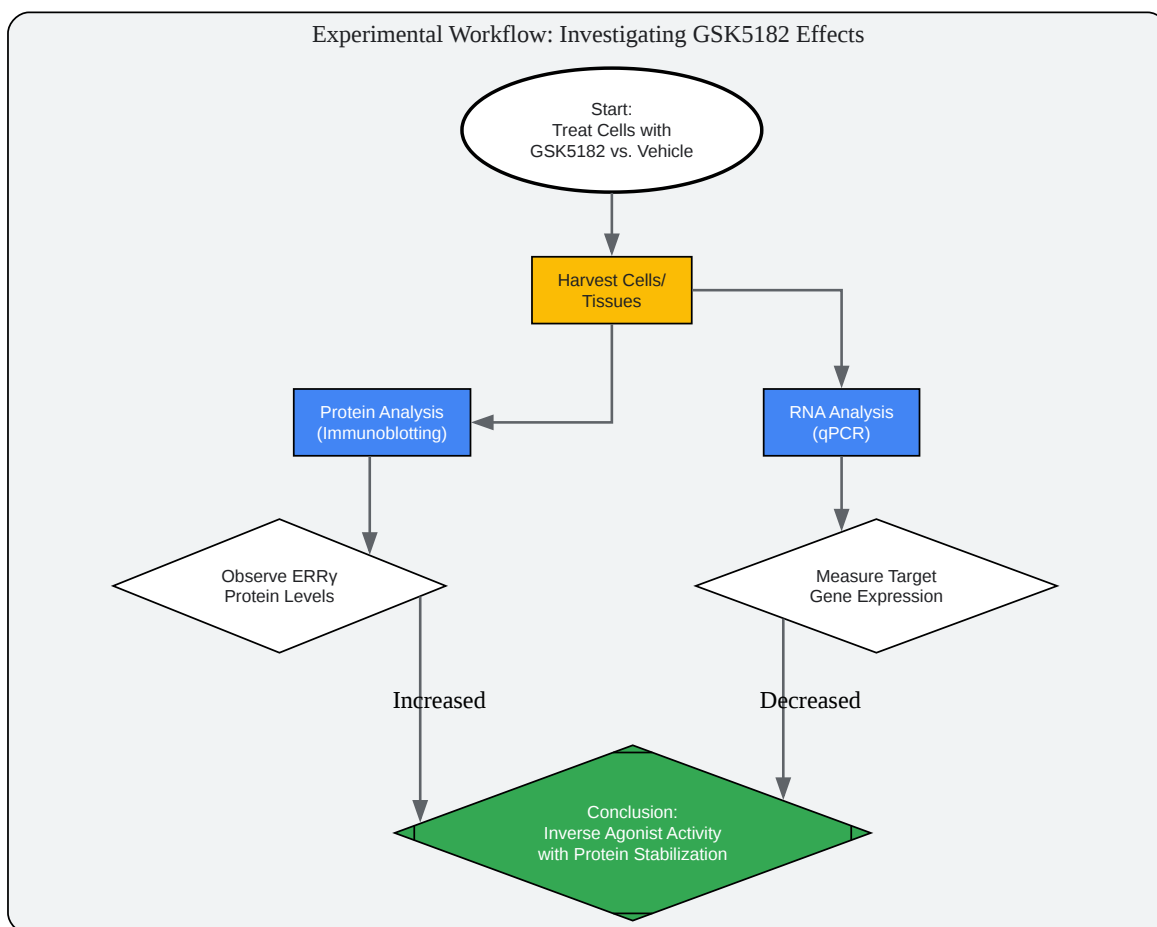 Experimental Workflow: Investigating GSK5182 Effects
Start:
Treat Cells with
GSK5182 vs. Vehicle
Harvest Cells/
Tissues
Protein Analysis
(Immunoblotting)
RNA Analysis
(qPCR)
Observe ERRγ
Protein Levels
Measure Target
Gene Expression
Increased
Decreased
Conclusion:
Inverse Agonist Activity
with Protein Stabilization